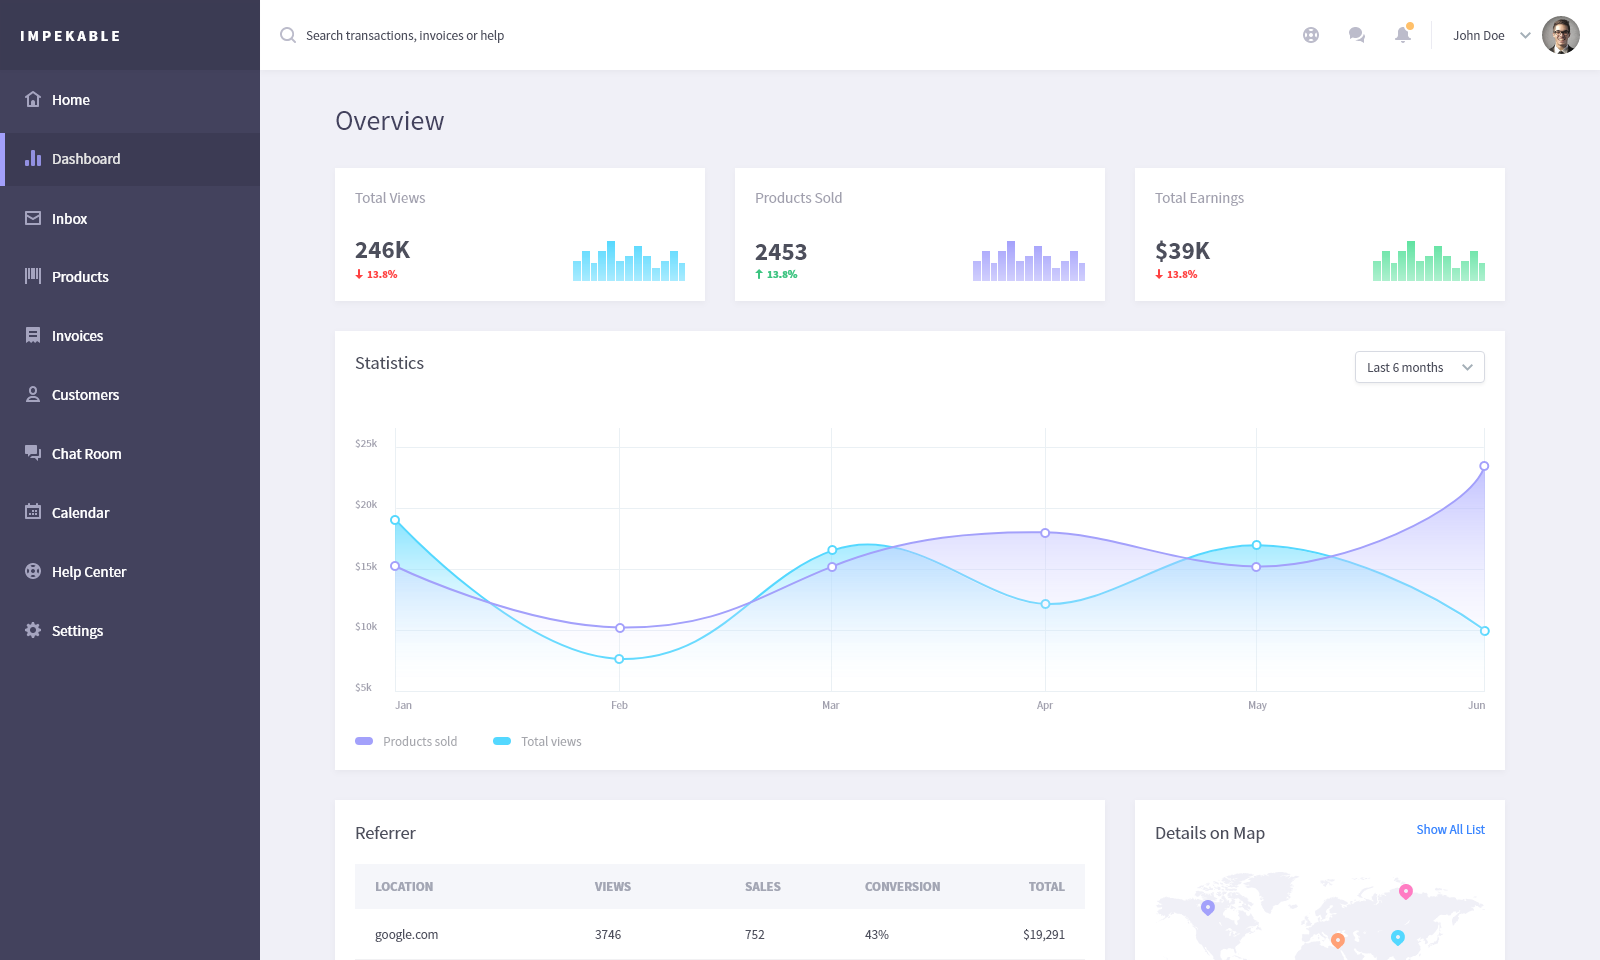 IMPEKABLE
Search transactions, invoices or help
John Doe
Home
Dashboard
Inbox
Products
Invoices
Customers
Chat Room
Calendar
Help Center
Settings
Overview
Total Views
246K
13.8%
Products Sold
2453
13.8%
Total Earnings
$39K
13.8%
Statistics
Last 6 months
$25k
$20k
$15k
$10k
$5k
Jan Feb Mar Apr May Jun
Products sold Total views
Referrer
LOCATION VIEWS SALES CONVERSION TOTAL
google.com 3746 752 43% $19,291
Details on Map
Show All List